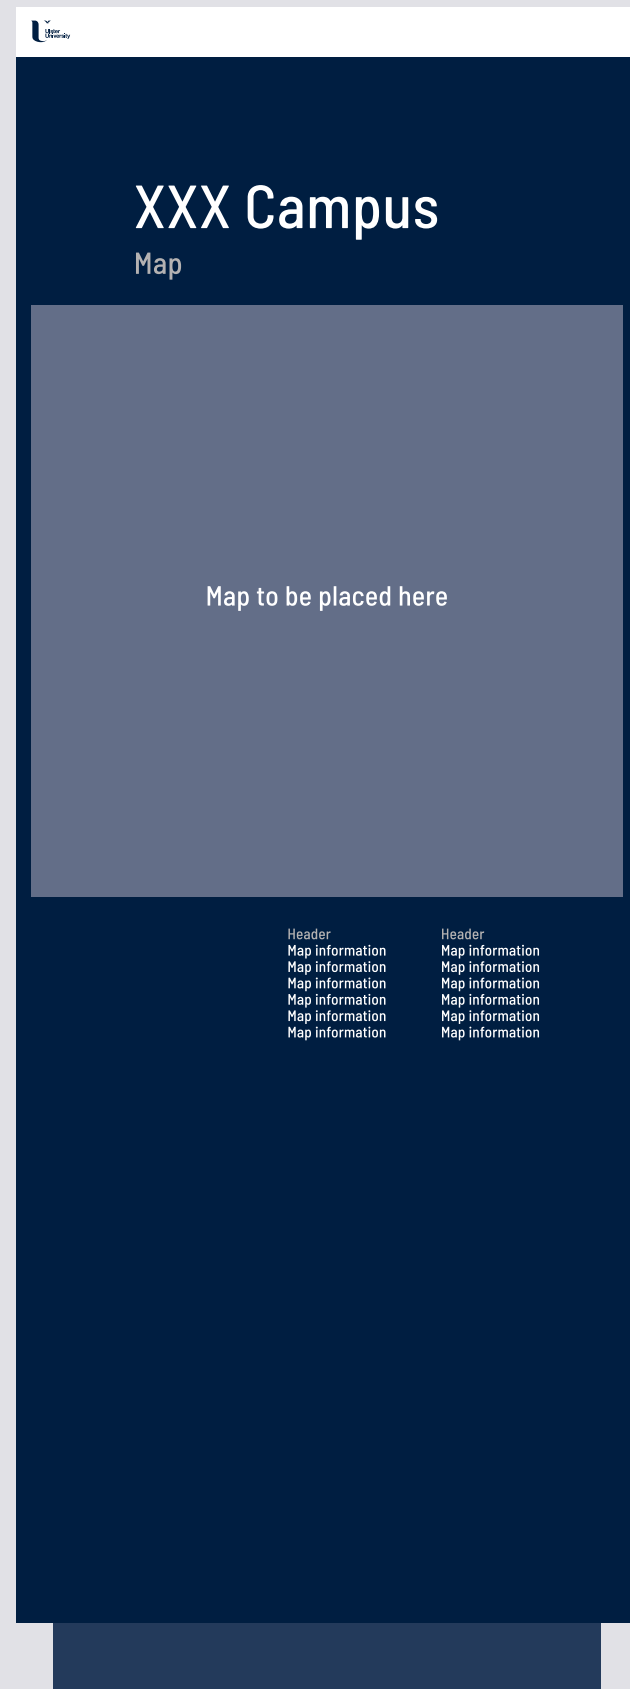 Ulster
University
XXX Campus
Map
Map to be placed here
Header
Map information
Map information
Map information
Map information
Map information
Map information
Header
Map information
Map information
Map information
Map information
Map information
Map information